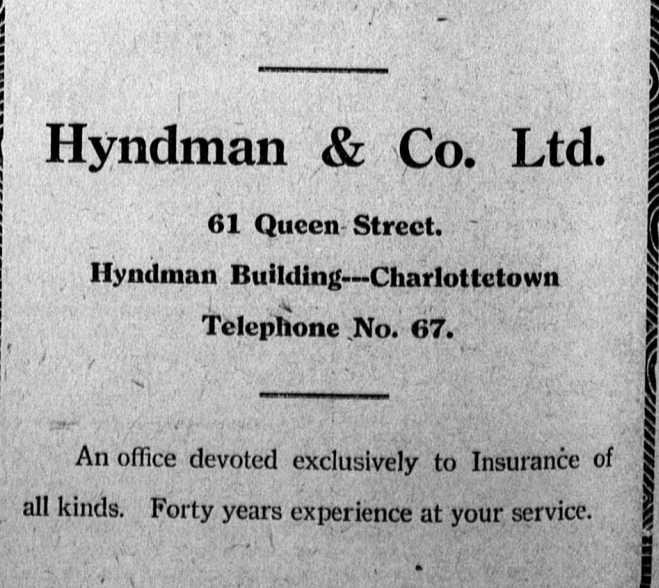 Hyndman & Co. Ltd.
61 Queen Street.
Hyndman Building---Charlottetown
Telephone No. 67.
An office devoted exclusively to Insurance of
all kinds. Forty years experience at your service.